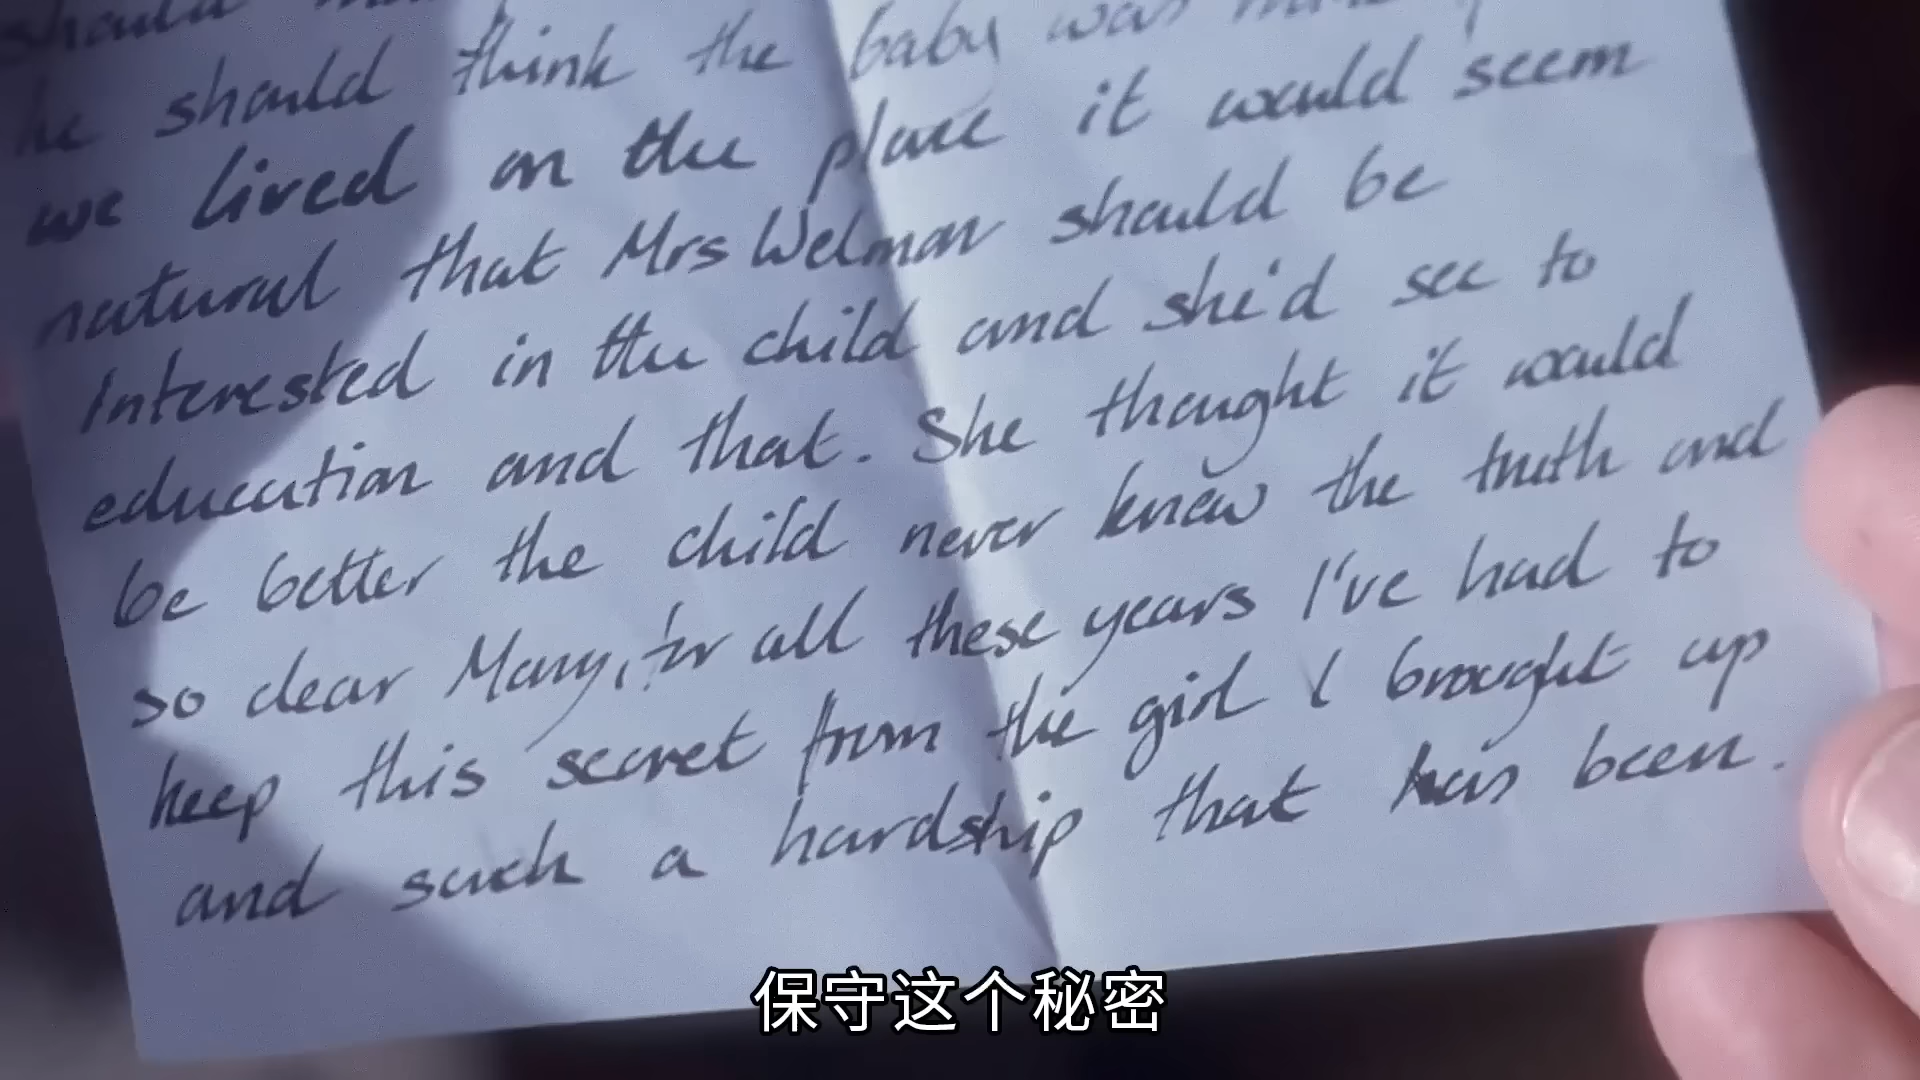 should
he should think the baby was
we lived on the place it would seem
natural that Mrs Welman should be
interested in the child and she'd see to
education and that. She thought it would
be better the child never knew the truth and
so dear Mary, for all these years I've had to
keep this secret from the girl I brought up
and such a hardship that has been.
保守这个秘密